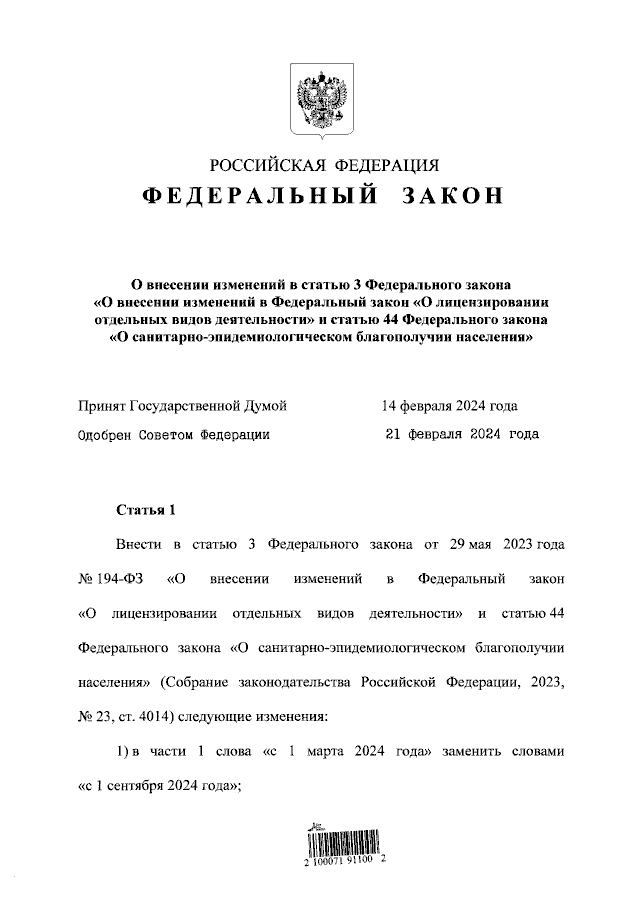 РОССИЙСКАЯ ФЕДЕРАЦИЯ
ФЕДЕРАЛЬНЫЙ ЗАКОН
О внесении изменений в статью 3 Федерального закона
«О внесении изменений в Федеральный закон «О лицензировании
отдельных видов деятельности» и статью 44 Федерального закона
«О санитарно-эпидемиологическом благополучии населения»
Принят Государственной Думой 14 февраля 2024 года
Одобрен Советом Федерации 21 февраля 2024 года
Статья 1
Внести в статью 3 Федерального закона от 29 мая 2023 года
№ 194-ФЗ «О внесении изменений в Федеральный закон
«О лицензировании отдельных видов деятельности» и статью 44
Федерального закона «О санитарно-эпидемиологическом благополучии
населения» (Собрание законодательства Российской Федерации, 2023,
№ 23, ст. 4014) следующие изменения:
1) в части 1 слова «с 1 марта 2024 года» заменить словами
«с 1 сентября 2024 года»;
2 100071 91100 2